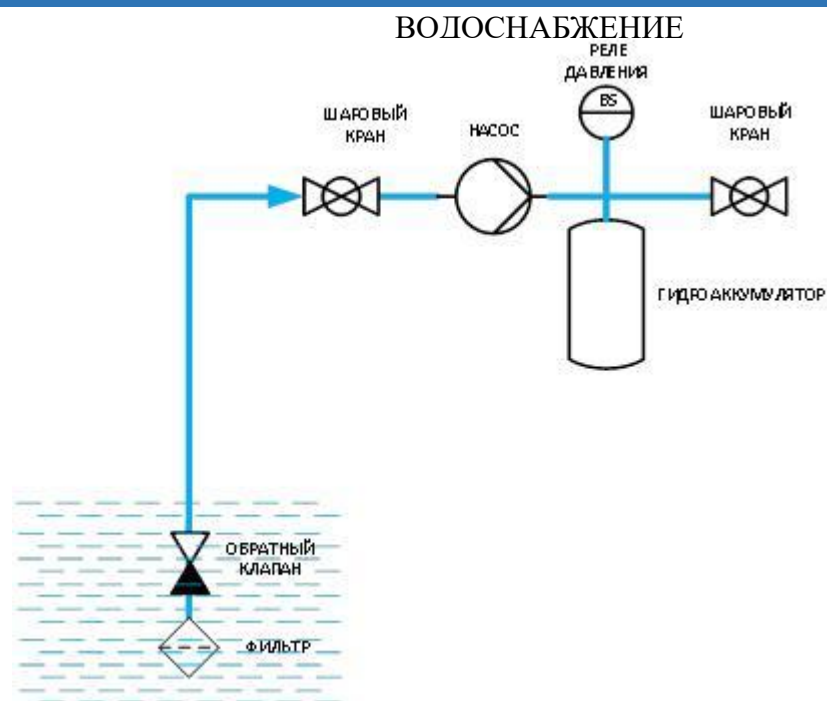 ВОДОСНАБЖЕНИЕ
РЕЛЕ
ДАВЛЕНИЯ
BS
ШАРОВЫЙ
КРАН
НАСОС
ШАРОВЫЙ
КРАН
ГИДРОАККУМУЛЯТОР
ОБРАТНЫЙ
КЛАПАН
ФИЛЬТР